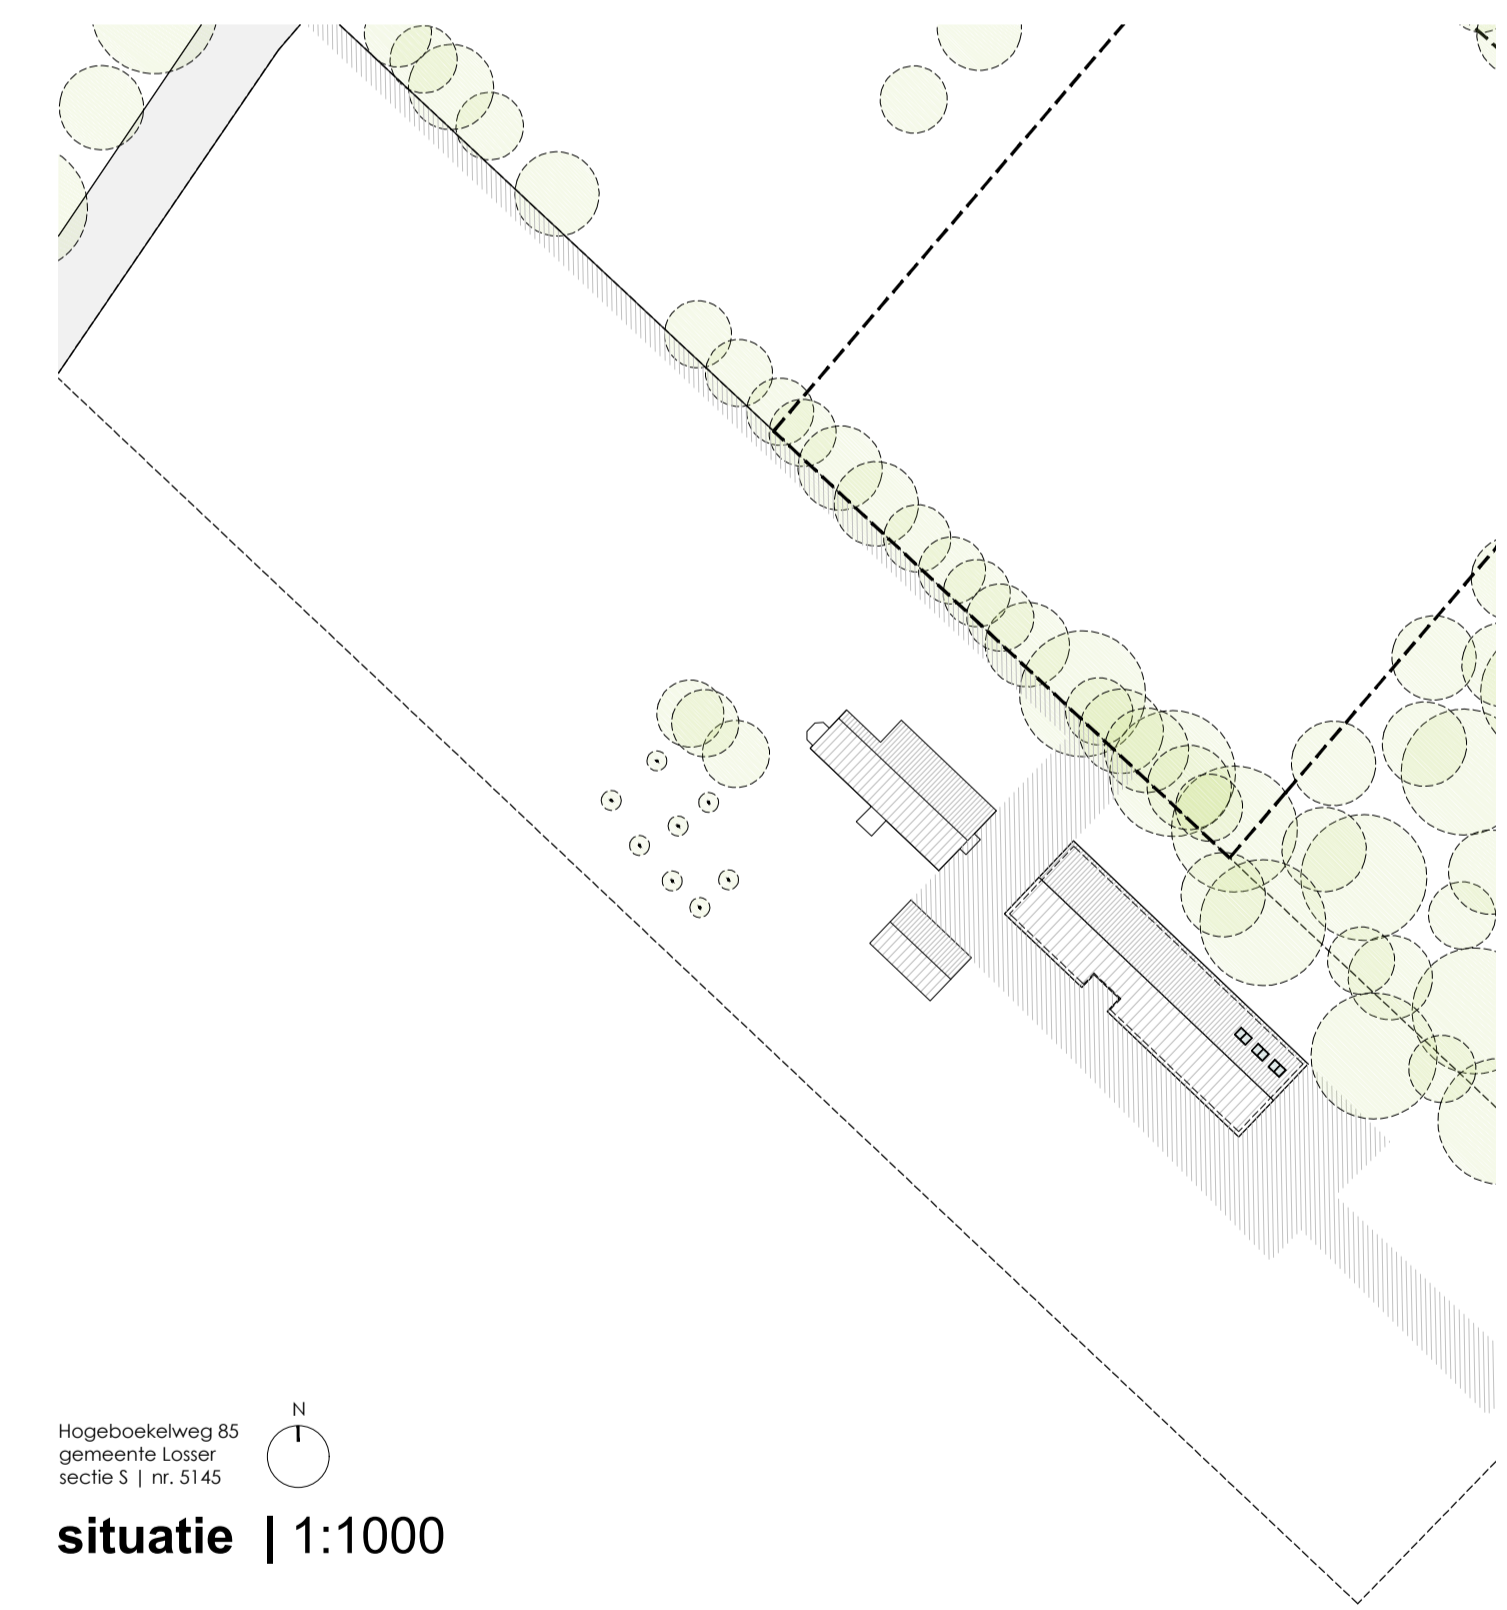 N
Hogeboekelweg 85
gemeente Losser
sectie S | nr. 5145
situatie | 1:1000